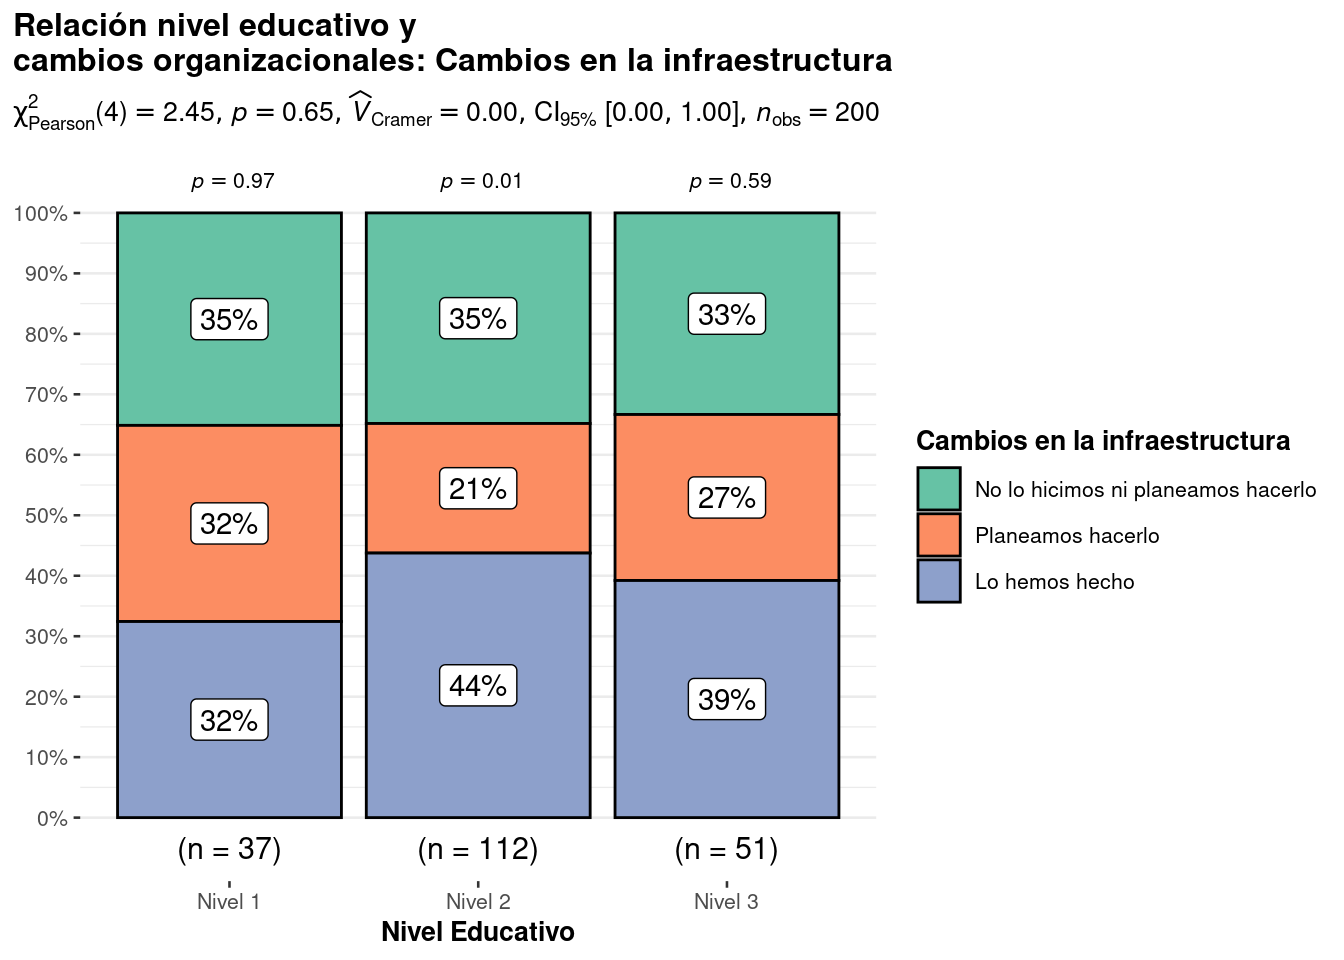 Relación nivel educativo y
cambios organizacionales: Cambios en la infraestructura
χ²Pearson(4) = 2.45, p = 0.65, V̂Cramer = 0.00, CI95% [0.00, 1.00], nobs = 200
p = 0.97 p = 0.01 p = 0.59
100%
90%
80%
70%
60%
50%
40%
30%
20%
10%
0%
35% 35% 33%
32% 21% 27%
32% 44% 39%
(n = 37) (n = 112) (n = 51)
Nivel 1 Nivel 2 Nivel 3
Nivel Educativo
Cambios en la infraestructura
No lo hicimos ni planeamos hacerlo
Planeamos hacerlo
Lo hemos hecho